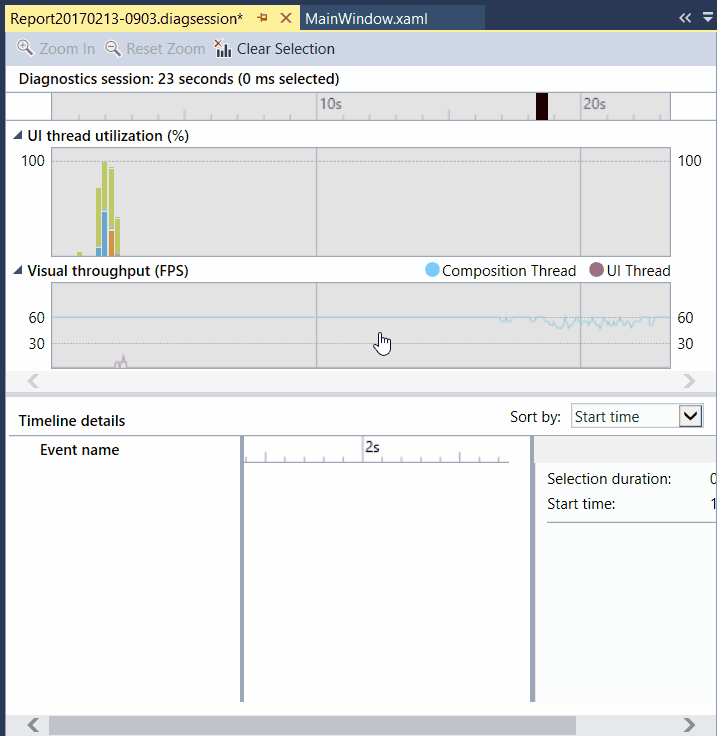 Report20170213-0903.diagsession* MainWindow.xaml
Zoom In Reset Zoom Clear Selection
Diagnostics session: 23 seconds (0 ms selected)
10s 20s
UI thread utilization (%)
100 100
Visual throughput (FPS) Composition Thread UI Thread
60 60
30 30
Timeline details Sort by: Start time
Event name 2s
Selection duration: 0
Start time: 1